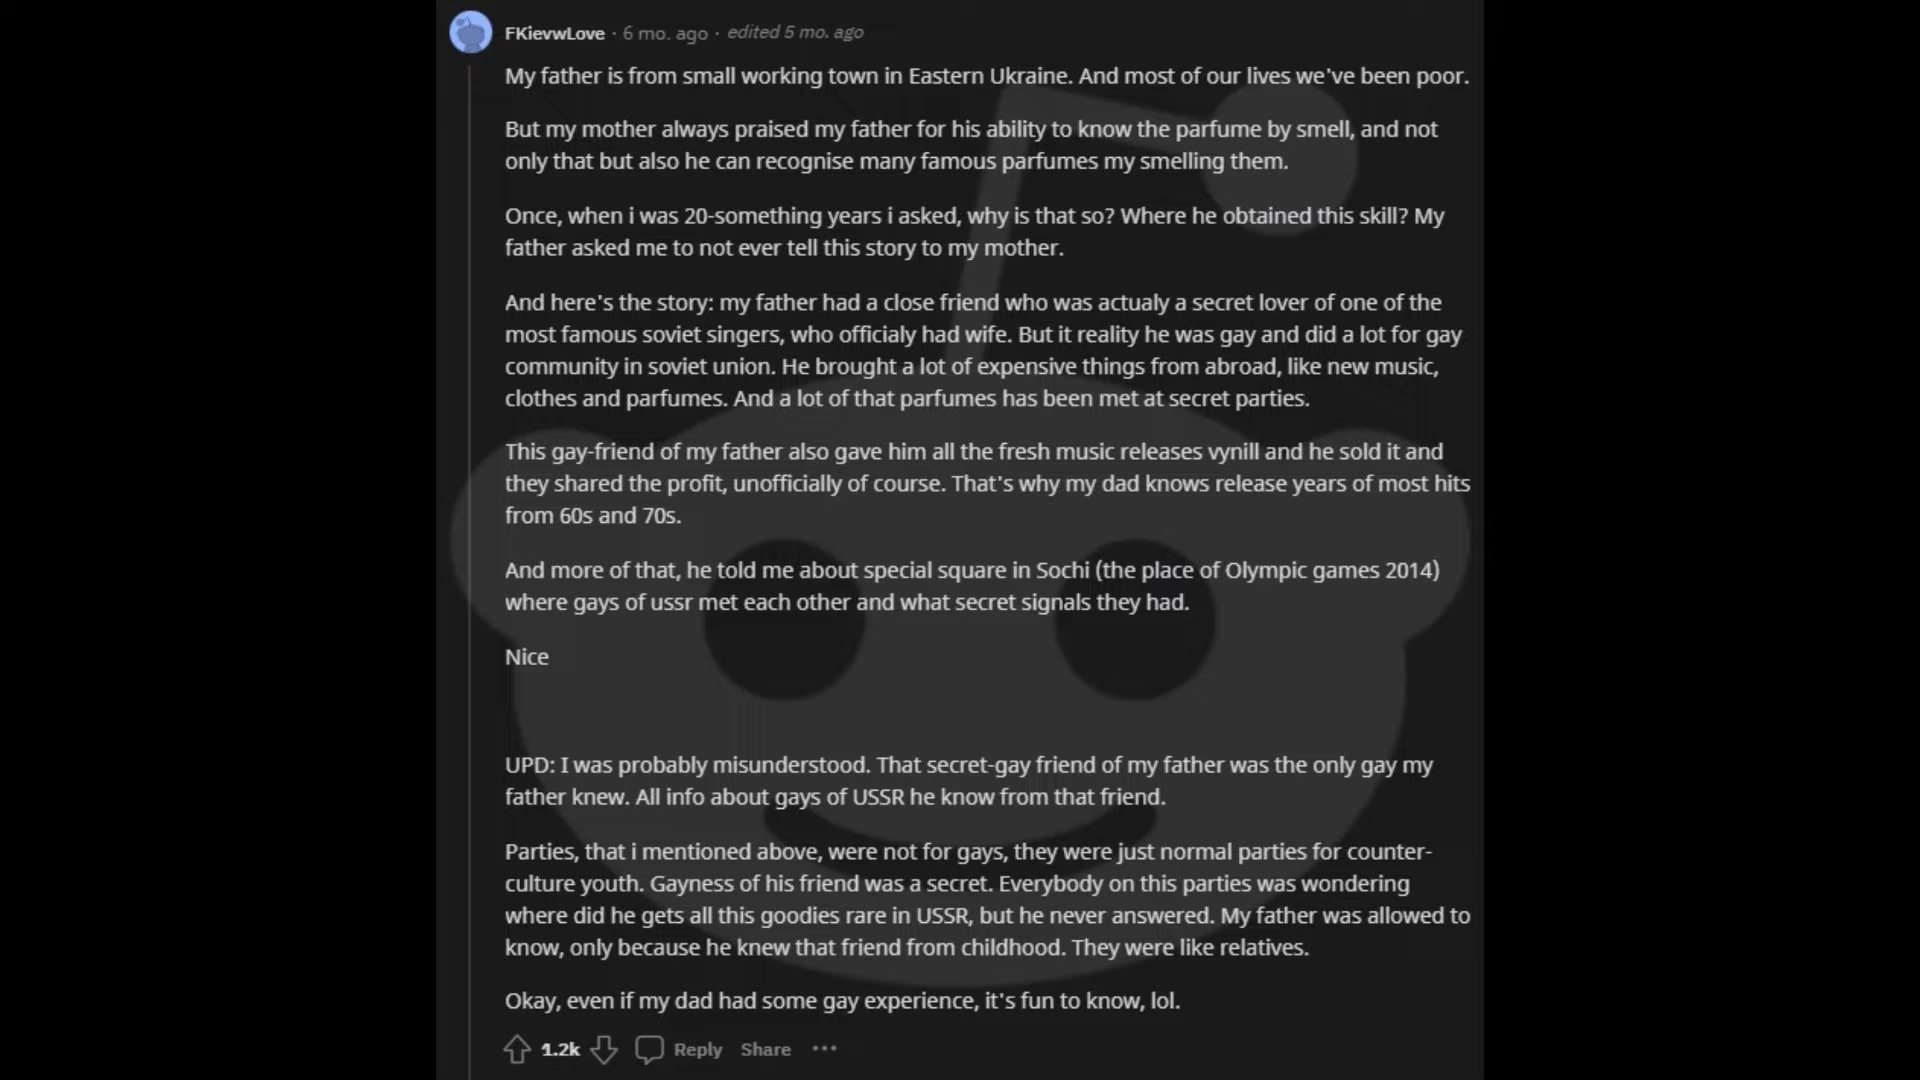 FKievwLove · 6 mo. ago · edited 5 mo. ago
My father is from small working town in Eastern Ukraine. And most of our lives we've been poor.
But my mother always praised my father for his ability to know the parfume by smell, and not
only that but also he can recognise many famous parfumes my smelling them.
Once, when i was 20-something years i asked, why is that so? Where he obtained this skill? My
father asked me to not ever tell this story to my mother.
And here's the story: my father had a close friend who was actualy a secret lover of one of the
most famous soviet singers, who officialy had wife. But it reality he was gay and did a lot for gay
community in soviet union. He brought a lot of expensive things from abroad, like new music,
clothes and parfumes. And a lot of that parfumes has been met at secret parties.
This gay-friend of my father also gave him all the fresh music releases vynill and he sold it and
they shared the profit, unofficially of course. That's why my dad knows release years of most hits
from 60s and 70s.
And more of that, he told me about special square in Sochi (the place of Olympic games 2014)
where gays of ussr met each other and what secret signals they had.
Nice
UPD: I was probably misunderstood. That secret-gay friend of my father was the only gay my
father knew. All info about gays of USSR he know from that friend.
Parties, that i mentioned above, were not for gays, they were just normal parties for counter-
culture youth. Gayness of his friend was a secret. Everybody on this parties was wondering
where did he gets all this goodies rare in USSR, but he never answered. My father was allowed to
know, only because he knew that friend from childhood. They were like relatives.
Okay, even if my dad had some gay experience, it's fun to know, lol.
1.2k Reply Share ···